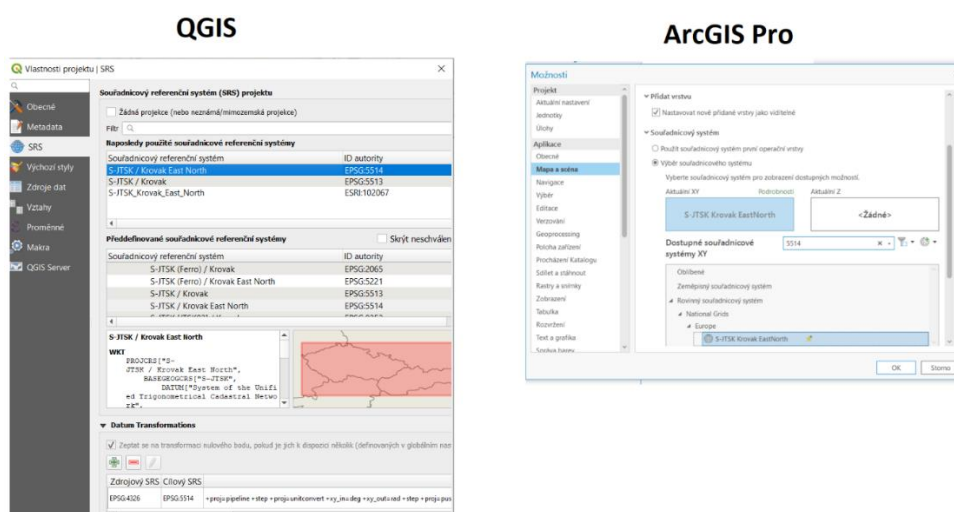 QGIS
Vlastnosti projektu | SRS
Obecné
Metadata
SRS
Výchozí styly
Zdroje dat
Vztahy
Proměnné
Makra
QGIS Server
Souřadnicový referenční systém (SRS) projektu
Žádná projekce (nebo neznámá/mimozemská projekce)
Filtr
Naposledy použité souřadnicové referenční systémy
Souřadnicový referenční systém ID autority
S-JTSK / Krovak East North EPSG:5514
S-JTSK / Krovak EPSG:5513
S-JTSK_Krovak_East_North ESRI:102067
Předdefinované souřadnicové referenční systémy Skrýt neschválen
Souřadnicový referenční systém ID autority
S-JTSK (Ferro) / Krovak EPSG:2065
S-JTSK (Ferro) / Krovak East North EPSG:5221
S-JTSK / Krovak EPSG:5513
S-JTSK / Krovak East North EPSG:5514
S-JTSK / Krovak East North
WKT
PROJCRS["S-
JTSK / Krovak East North",
BASEGEOGCRS["S-JTSK",
DATUM["System of the Unifi
ed Trigonometrical Cadastral Netwo
rk",
Datum Transformations
Zeptat se na transformaci nulového bodu, pokud je jich k dispozici několik (definovaných v globálním nas
Zdrojový SRS Cílový SRS
EPSG:4326 EPSG:5514 +proj=pipeline +step +proj=unitconvert +xy_in=deg +xy_out=rad +step +proj=pus
ArcGIS Pro
Možnosti
Projekt
Aktuální nastavení
Jednotky
Úlohy
Aplikace
Obecné
Mapa a scéna
Navigace
Výběr
Editace
Verzování
Geoprocessing
Poloha zařízení
Procházení Katalogu
Sdílet a stáhnout
Rastry a snímky
Zobrazení
Tabulka
Rozvržení
Text a grafika
Správa barev
Přidat vrstvu
Nastavovat nové přidané vrstvy jako viditelné
Souřadnicový systém
Použít souřadnicový systém první operační vrstvy
Výběr souřadnicového systému
Vyberte souřadnicový systém pro zobrazení dostupných možností.
Aktuální XY Podrobnosti Aktuální Z
S-JTSK Krovak EastNorth <Žádné>
Dostupné souřadnicové systémy XY 5514
Oblíbené
Zeměpisný souřadnicový systém
Rovinný souřadnicový systém
National Grids
Europe
S-JTSK Krovak EastNorth
OK Storno